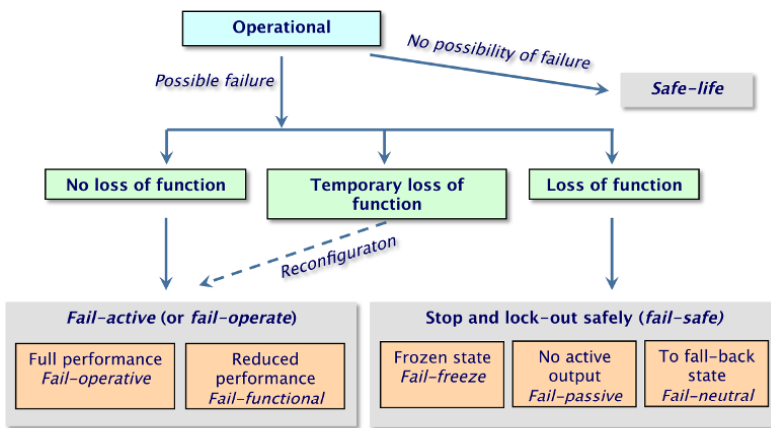 Operational
No possibility of failure
Possible failure
Safe-life
No loss of function
Temporary loss of
function
Loss of function
Reconfiguraton
Fail-active (or fail-operate)
Full performance
Fail-operative
Reduced
performance
Fail-functional
Stop and lock-out safely (fail-safe)
Frozen state
Fail-freeze
No active
output
Fail-passive
To fall-back
state
Fail-neutral